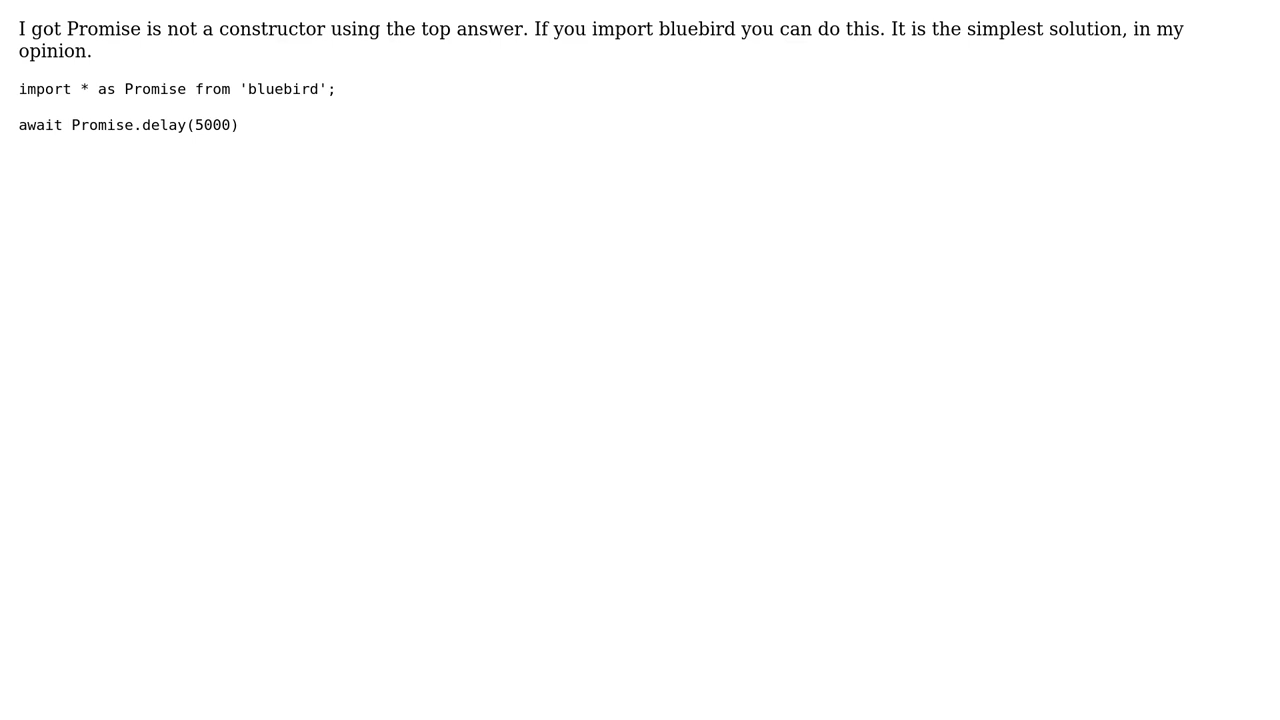 I got Promise is not a constructor using the top answer. If you import bluebird you can do this. It is the simplest solution, in my
opinion.
import * as Promise from 'bluebird';
await Promise.delay(5000)